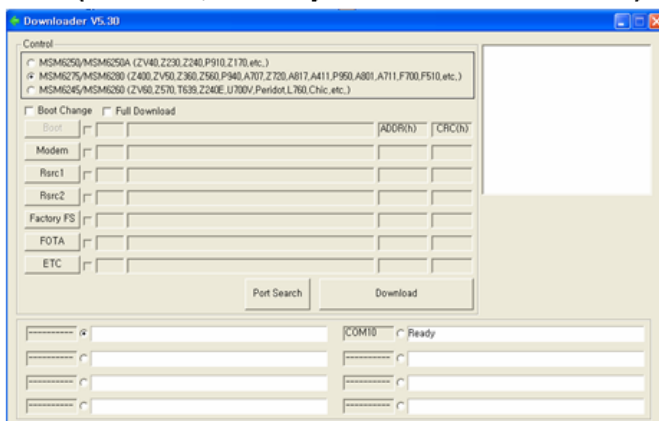 Downloader V5.30
Control
MSM6250/MSM6250A (ZV40,Z230,Z240,P910,Z170,etc,)
MSM6275/MSM6280 (Z400,ZV50,Z360,Z560,P940,A707,Z720,A817,A411,P950,A801,A711,F700,F510,etc,)
MSM6245/MSM6260 (ZV60,Z570,T639,Z240E,U700V,Peridot,L760,Chic,etc,)
Boot Change Full Download
Boot ADDR(h) CRC(h)
Modem
Rsrc1
Rsrc2
Factory FS
FOTA
ETC
Port Search Download
---------- COM10 Ready
---------- ----------
---------- ----------
---------- ----------